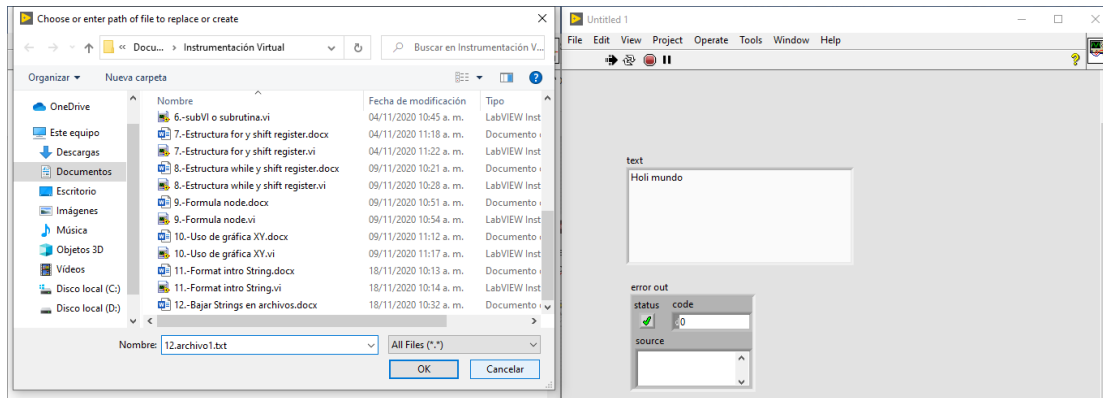 Choose or enter path of file to replace or create
« Docu... › Instrumentación Virtual
Buscar en Instrumentación V...
Organizar Nueva carpeta
OneDrive
Este equipo
Descargas
Documentos
Escritorio
Imágenes
Música
Objetos 3D
Vídeos
Disco local (C:)
Disco local (D:)
Nombre Fecha de modificación Tipo
6.-subVI o subrutina.vi 04/11/2020 10:45 a. m. LabVIEW Inst
7.-Estructura for y shift register.docx 04/11/2020 11:18 a. m. Documento
7.-Estructura for y shift register.vi 04/11/2020 11:22 a. m. LabVIEW Inst
8.-Estructura while y shift register.docx 09/11/2020 10:21 a. m. Documento
8.-Estructura while y shift register.vi 09/11/2020 10:28 a. m. LabVIEW Inst
9.-Formula node.docx 09/11/2020 10:51 a. m. Documento
9.-Formula node.vi 09/11/2020 10:54 a. m. LabVIEW Inst
10.-Uso de gráfica XY.docx 09/11/2020 11:12 a. m. Documento
10.-Uso de gráfica XY.vi 09/11/2020 11:17 a. m. LabVIEW Inst
11.-Format intro String.docx 18/11/2020 10:13 a. m. Documento
11.-Format intro String.vi 18/11/2020 10:14 a. m. LabVIEW Inst
12.-Bajar Strings en archivos.docx 18/11/2020 10:32 a. m. Documento
Nombre: 12.archivo1.txt All Files (*.*)
OK Cancelar
Untitled 1
File Edit View Project Operate Tools Window Help
text
Holi mundo
error out
status code
0
source